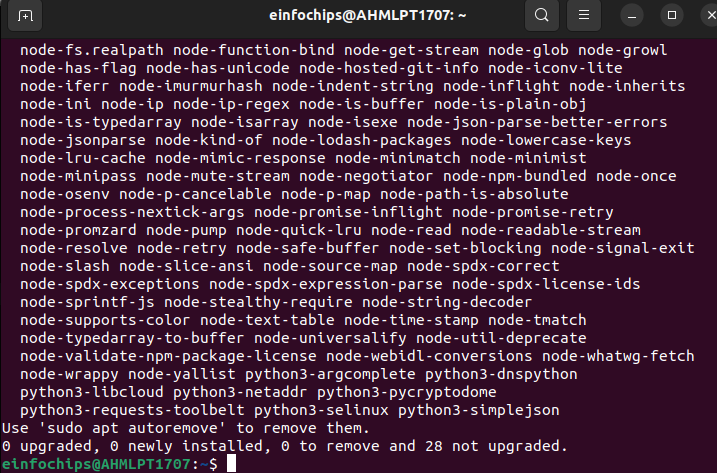 einfochips@AHMLPT1707: ~
node-fs.realpath node-function-bind node-get-stream node-glob node-growl
node-has-flag node-has-unicode node-hosted-git-info node-iconv-lite
node-iferr node-imurmurhash node-indent-string node-inflight node-inherits
node-ini node-ip node-ip-regex node-is-buffer node-is-plain-obj
node-is-typedarray node-isarray node-isexe node-json-parse-better-errors
node-jsonparse node-kind-of node-lodash-packages node-lowercase-keys
node-lru-cache node-mimic-response node-minimatch node-minimist
node-minipass node-mute-stream node-negotiator node-npm-bundled node-once
node-osenv node-p-cancelable node-p-map node-path-is-absolute
node-process-nextick-args node-promise-inflight node-promise-retry
node-promzard node-pump node-quick-lru node-read node-readable-stream
node-resolve node-retry node-safe-buffer node-set-blocking node-signal-exit
node-slash node-slice-ansi node-source-map node-spdx-correct
node-spdx-exceptions node-spdx-expression-parse node-spdx-license-ids
node-sprintf-js node-stealthy-require node-string-decoder
node-supports-color node-text-table node-time-stamp node-tmatch
node-typedarray-to-buffer node-universalify node-util-deprecate
node-validate-npm-package-license node-webidl-conversions node-whatwg-fetch
node-wrappy node-yallist python3-argcomplete python3-dnspython
python3-libcloud python3-netaddr python3-pycryptodome
python3-requests-toolbelt python3-selinux python3-simplejson
Use 'sudo apt autoremove' to remove them.
0 upgraded, 0 newly installed, 0 to remove and 28 not upgraded.
einfochips@AHMLPT1707:~$